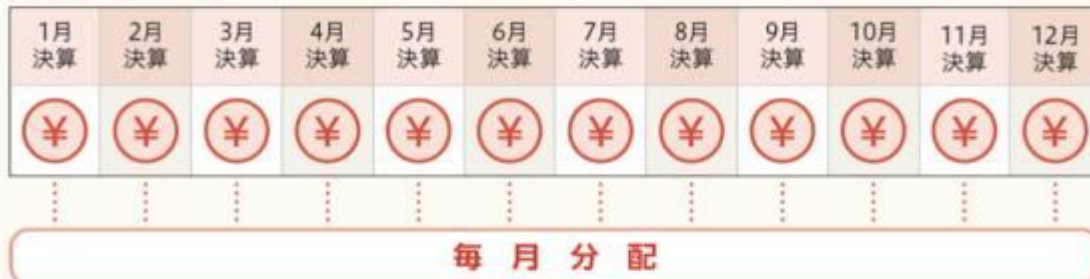 1月 2月 3月 4月 5月 6月 7月 8月 9月 10月 11月 12月
決算 決算 決算 決算 決算 決算 決算 決算 決算 決算 決算 決算
¥ ¥ ¥ ¥ ¥ ¥ ¥ ¥ ¥ ¥ ¥ ¥
毎月分配